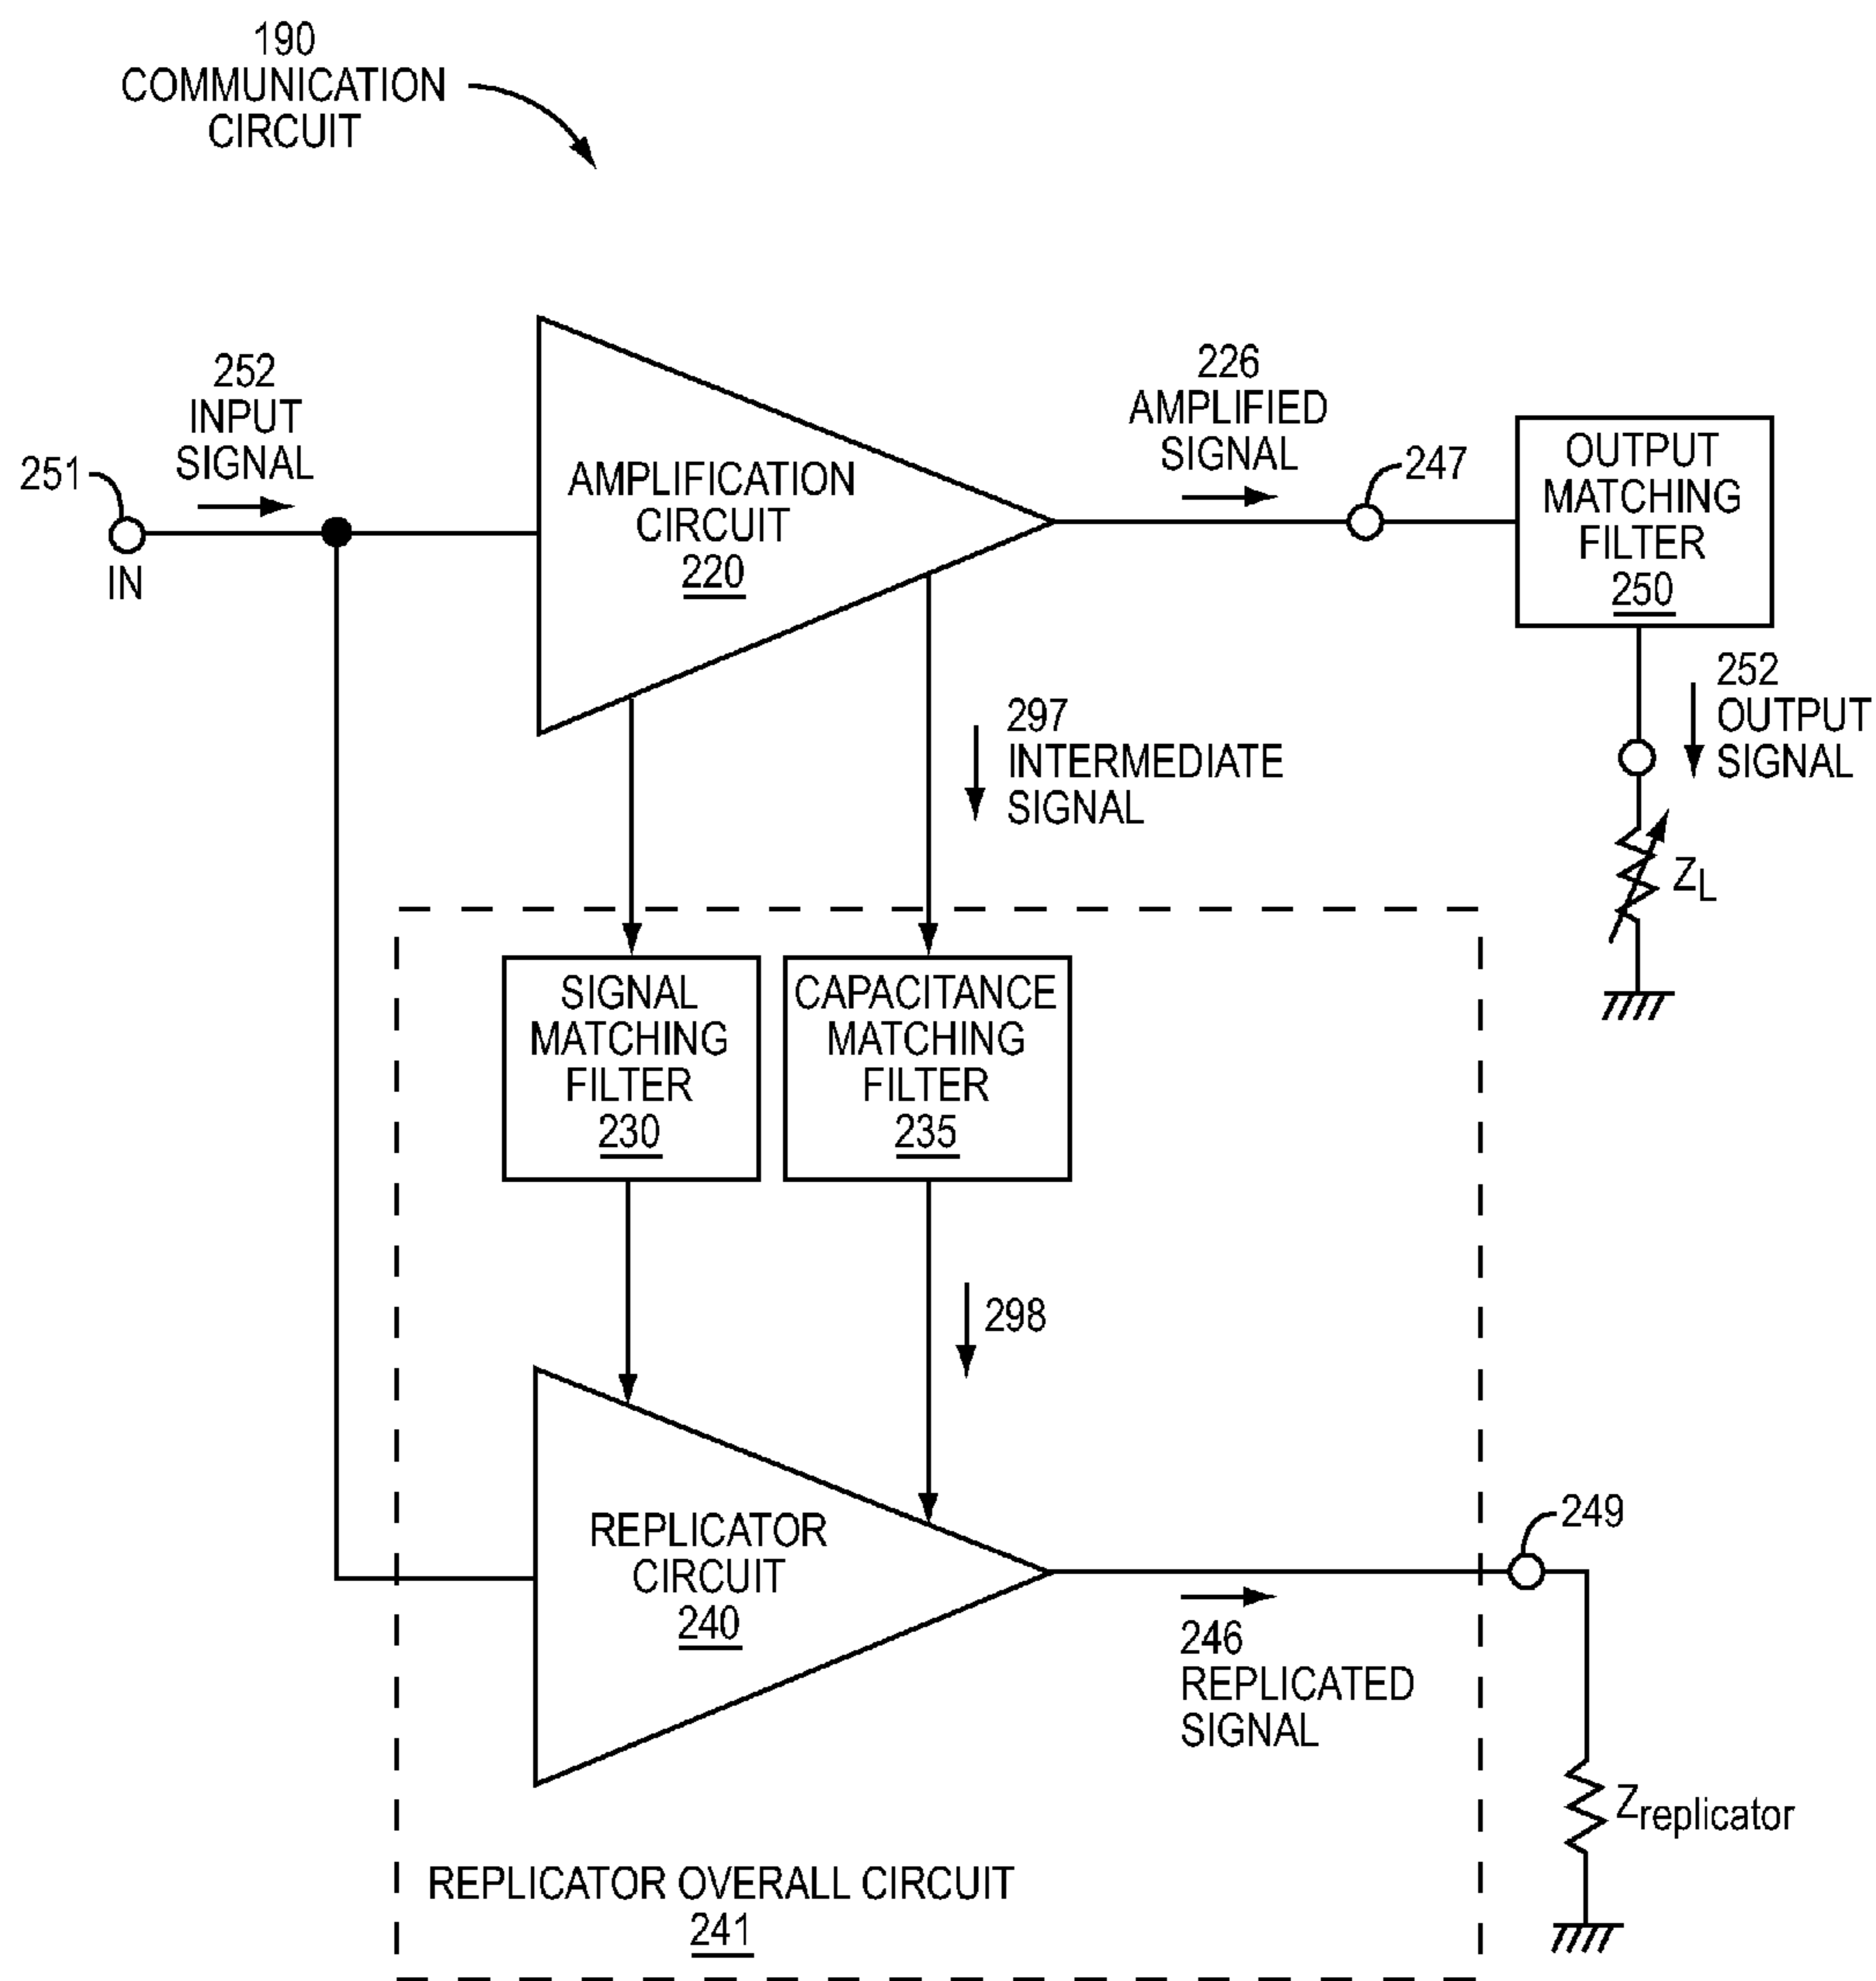 190
COMMUNICATION
CIRCUIT
252
INPUT
SIGNAL
251
IN
AMPLIFICATION
CIRCUIT
220
226
AMPLIFIED
SIGNAL
247
OUTPUT
MATCHING
FILTER
250
252
OUTPUT
SIGNAL
ZL
297
INTERMEDIATE
SIGNAL
SIGNAL
MATCHING
FILTER
230
CAPACITANCE
MATCHING
FILTER
235
298
REPLICATOR
CIRCUIT
240
249
246
REPLICATED
SIGNAL
Zreplicator
REPLICATOR OVERALL CIRCUIT
241